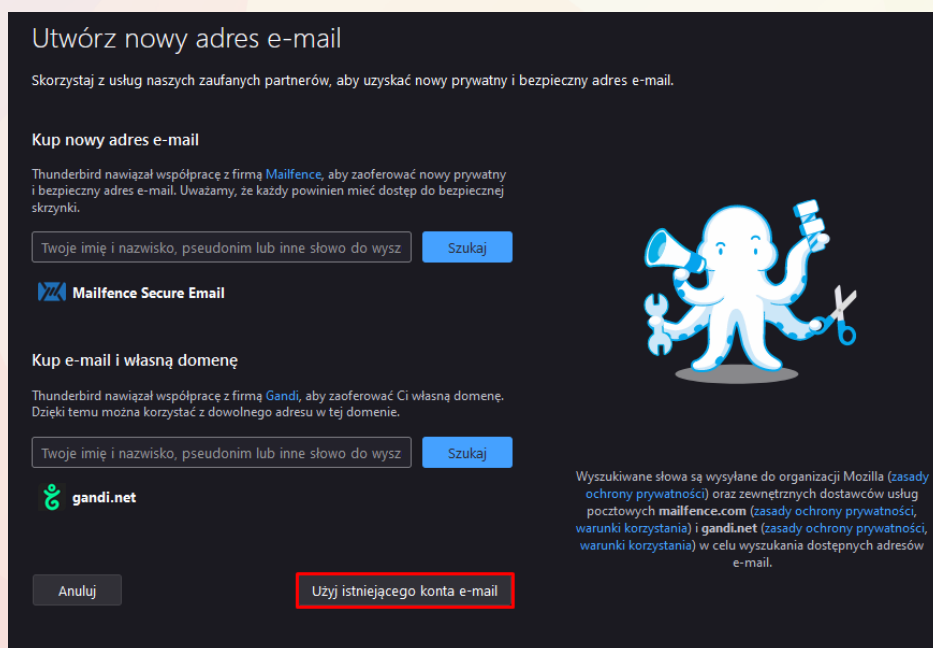 Utwórz nowy adres e-mail
Skorzystaj z usług naszych zaufanych partnerów, aby uzyskać nowy prywatny i bezpieczny adres e-mail.
Kup nowy adres e-mail
Thunderbird nawiązał współpracę z firmą Mailfence, aby zaoferować nowy prywatny
i bezpieczny adres e-mail. Uważamy, że każdy powinien mieć dostęp do bezpiecznej
skrzynki.
Twoje imię i nazwisko, pseudonim lub inne słowo do wysz
Szukaj
Mailfence Secure Email
Kup e-mail i własną domenę
Thunderbird nawiązał współpracę z firmą Gandi, aby zaoferować Ci własną domenę.
Dzięki temu można korzystać z dowolnego adresu w tej domenie.
Twoje imię i nazwisko, pseudonim lub inne słowo do wysz
Szukaj
gandi.net
Wyszukiwane słowa są wysyłane do organizacji Mozilla (zasady
ochrony prywatności) oraz zewnętrznych dostawców usług
pocztowych mailfence.com (zasady ochrony prywatności,
warunki korzystania) i gandi.net (zasady ochrony prywatności,
warunki korzystania) w celu wyszukania dostępnych adresów
e-mail.
Anuluj
Użyj istniejącego konta e-mail